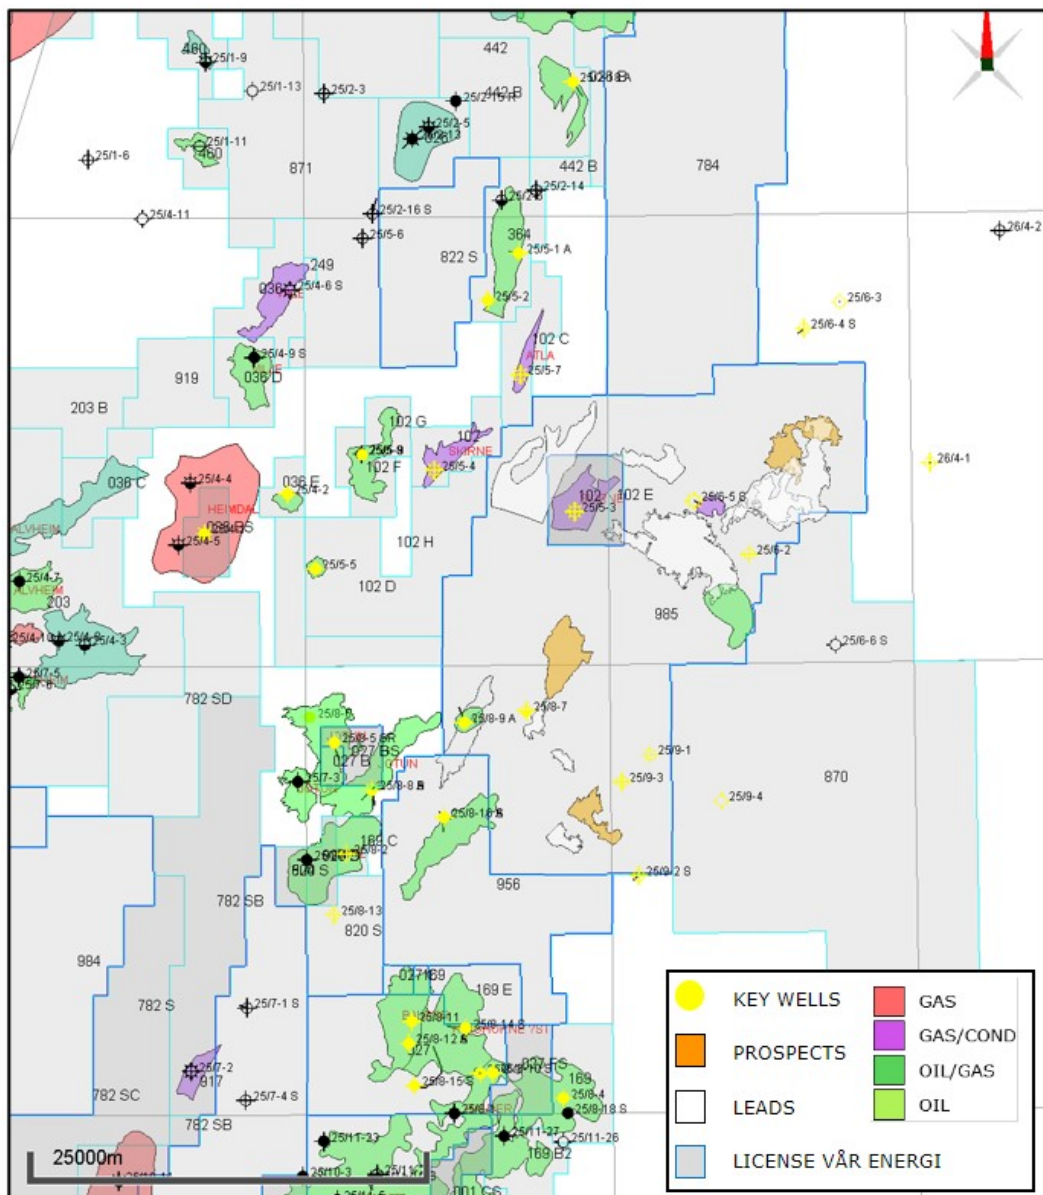 460
25/1-9
442
25/1-13
25/2-3
442 B
25/2-5
25/1-11
460
871
442 B
784
25/1-6
25/2-14
25/4-11
25/2-16 S
26/4-2
364
25/5-6
25/5-1 A
822 S
249
25/4-6 S
25/5-2
25/6-3
25/6-4 S
102 C
ATLA
25/4-9 S
036 D
919
25/5-7
203 B
102 G
102
SKIRNE
25/5-9
102 F
25/5-4
26/4-1
036 C
25/4-4
036 E
25/4-2
102
102 E
25/6-5 S
25/5-3
HEIMDAL
ALVHEIM
25/4-5
102 H
25/6-2
25/5-5
25/4-7
102 D
ALVHEIM
203
985
25/4-10
25/4-3
25/6-6 S
25/7-5
782 SD
25/8-9 A
25/8-7
027 BS
027 B
25/9-1
25/7-3
25/9-3
870
25/9-4
25/8-2
169 C
25/9-2 S
956
782 SB
25/8-13
820 S
984
169 E
782 S
25/7-1 S
25/8-11
25/8-14 S
25/7-2
917
25/8-15 S
169
25/8-4
782 SC
25/7-4 S
25/8-18 S
782 SB
25/11-23
25/11-27
25/11-26
169 B2
25/10-3
25000m
KEY WELLS
PROSPECTS
LEADS
LICENSE VÅR ENERGI
GAS
GAS/COND
OIL/GAS
OIL